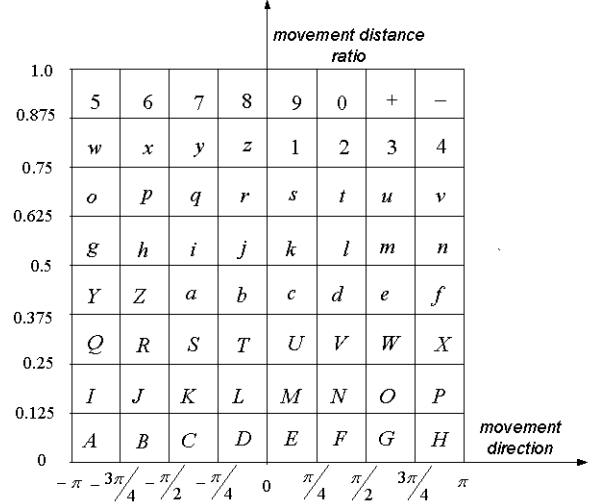 movement distance
ratio
1.0
5 6 7 8 9 0 + −
0.875
w x y z 1 2 3 4
0.75
o p q r s t u v
0.625
g h i j k l m n
0.5
Y Z a b c d e f
0.375
Q R S T U V W X
0.25
I J K L M N O P
0.125
A B C D E F G H
0
movement
direction
−π −3π/4 −π/2 −π/4 0 π/4 π/2 3π/4 π